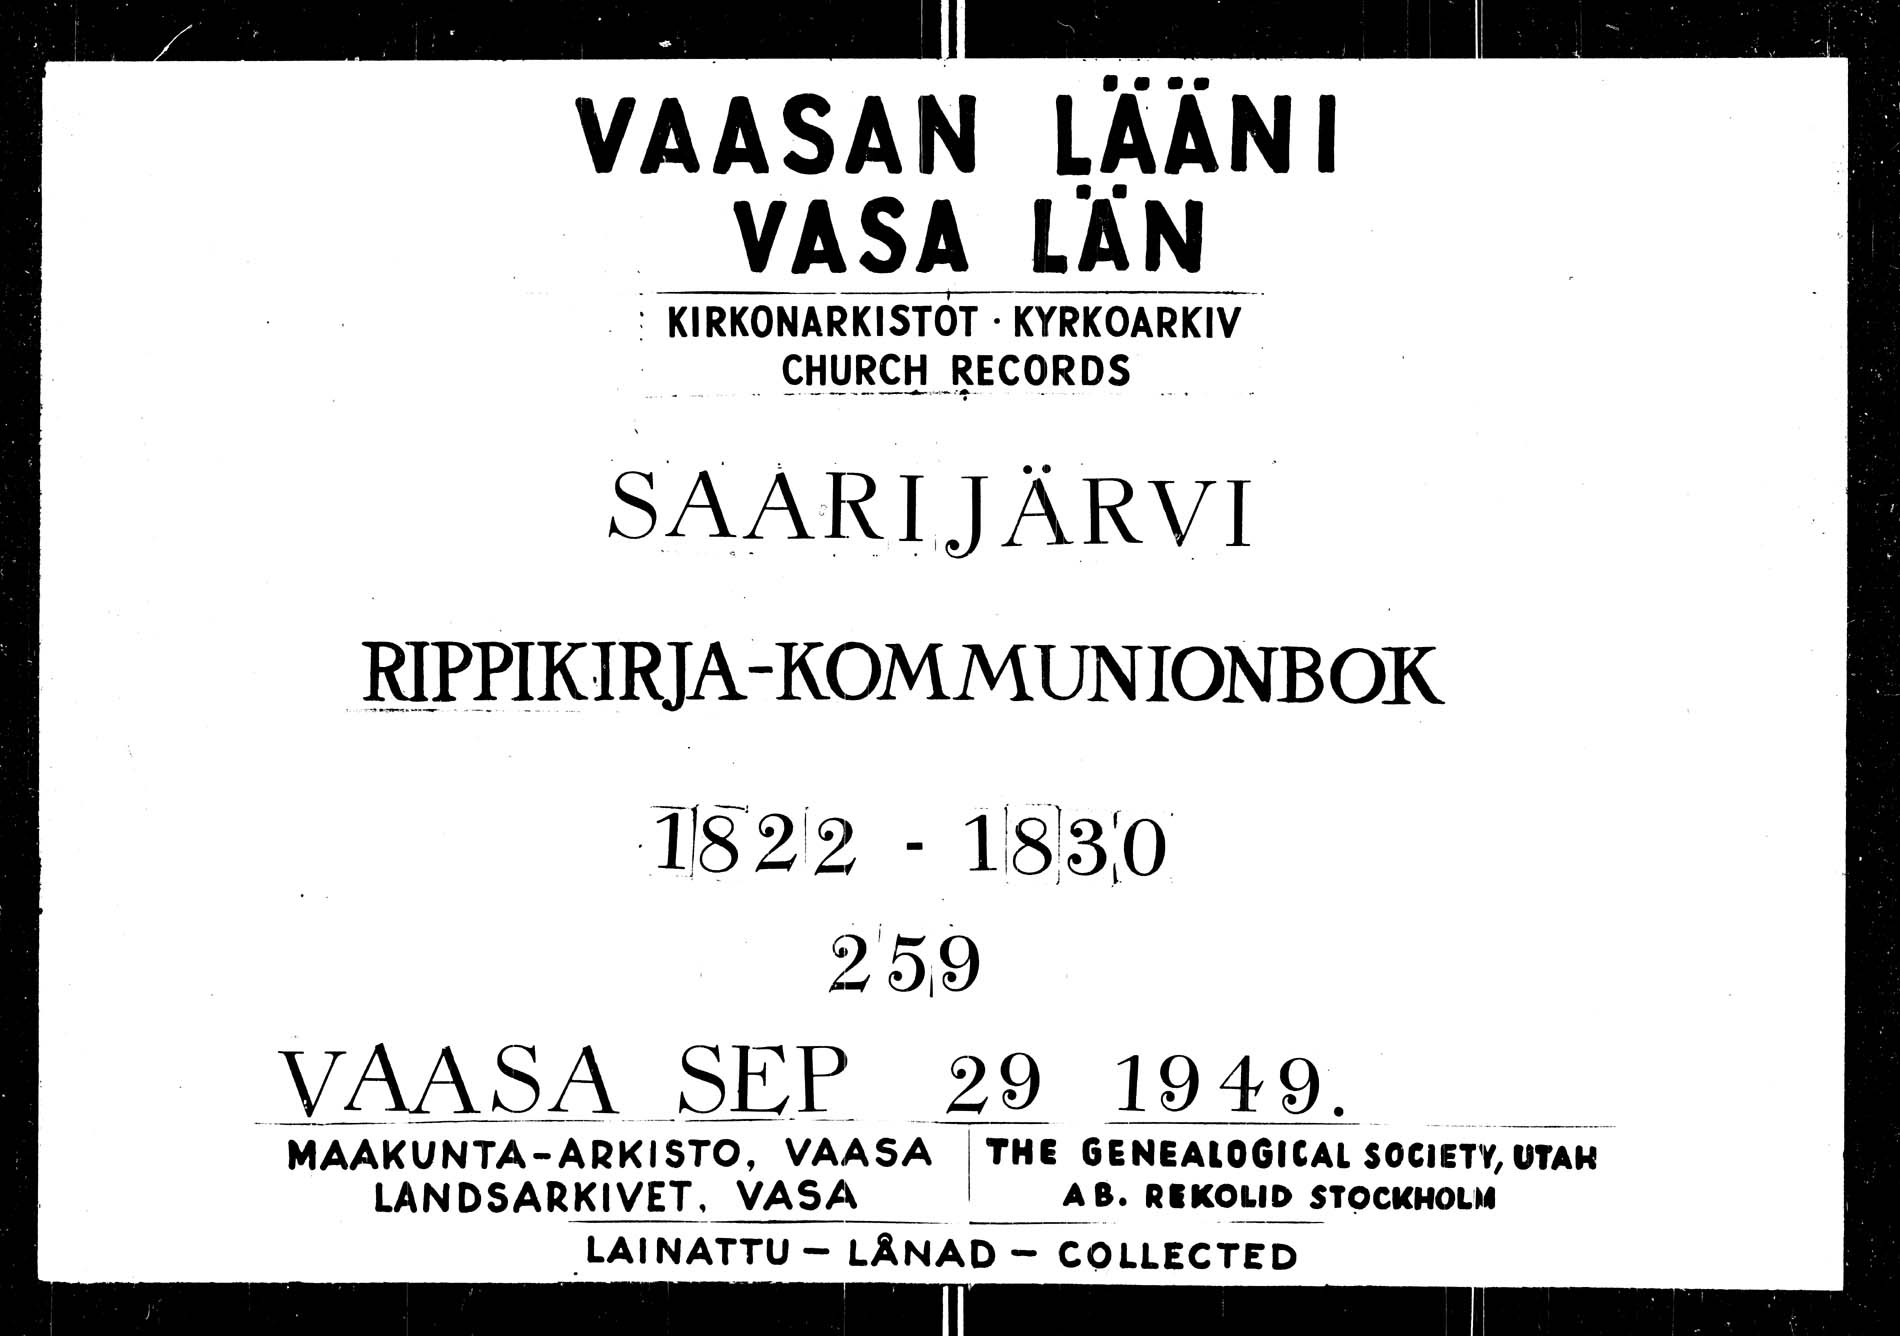 VAASAN LÄÄNI
VASA LÄN
KIRKONARKISTOT · KYRKOARKIV
CHURCH RECORDS
SAARIJÄRVI
RIPPIKIRJA-KOMMUNIONBOK
1822 - 1830
259
VAASA SEP 29 1949.
MAAKUNTA-ARKISTO, VAASA
LANDSARKIVET, VASA
THE GENEALOGICAL SOCIETY, UTAH
AB. REKOLID STOCKHOLM
LAINATTU — LÅNAD — COLLECTED